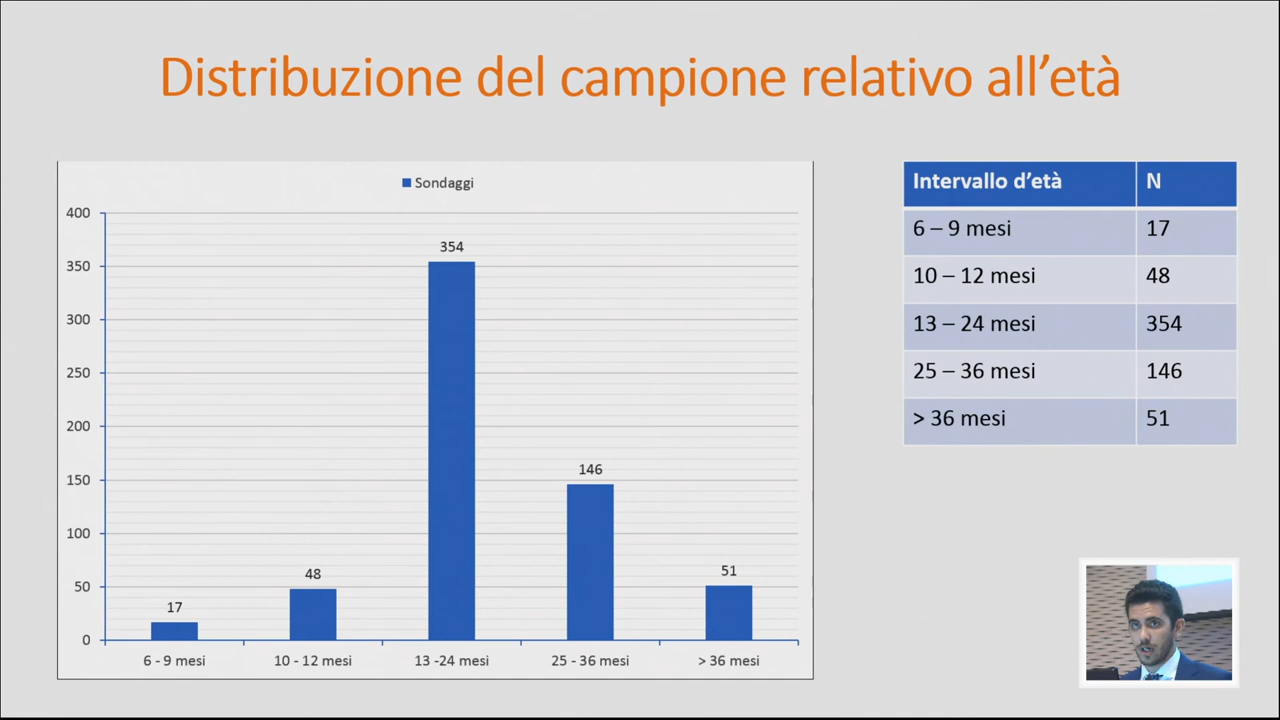 Distribuzione del campione relativo all'età
Sondaggi
400
350
300
250
200
150
100
50
0
17
48
354
146
51
6 - 9 mesi
10 - 12 mesi
13 -24 mesi
25 - 36 mesi
> 36 mesi
Intervallo d'età N
6 – 9 mesi 17
10 – 12 mesi 48
13 – 24 mesi 354
25 – 36 mesi 146
> 36 mesi 51